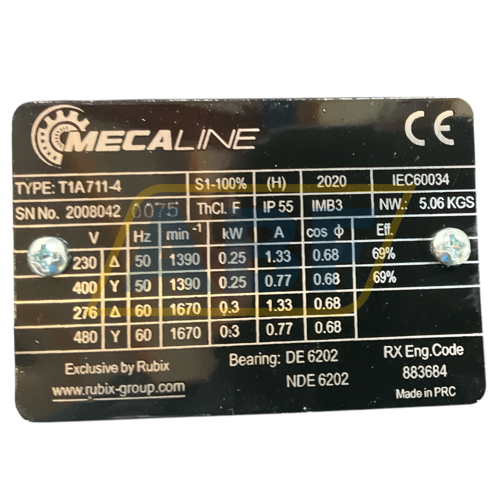 MECALINE CE
TYPE: T1A 711-4 S1-100% (H) 2020 IEC60034
SN No. 2008042 0075 ThCl. F IP 55 IMB3 NW.: 5.06 KGS
V Hz min-1 kW A cos ϕ Eff.
230 Δ 50 1390 0.25 1.33 0.68 69%
400 Y 50 1390 0.25 0.77 0.68 69%
276 Δ 60 1670 0.3 1.33 0.68
480 Y 60 1670 0.3 0.77 0.68
Exclusive by Rubix Bearing: DE 6202 RX Eng.Code
www.rubix-group.com NDE 6202 883684
Made in PRC